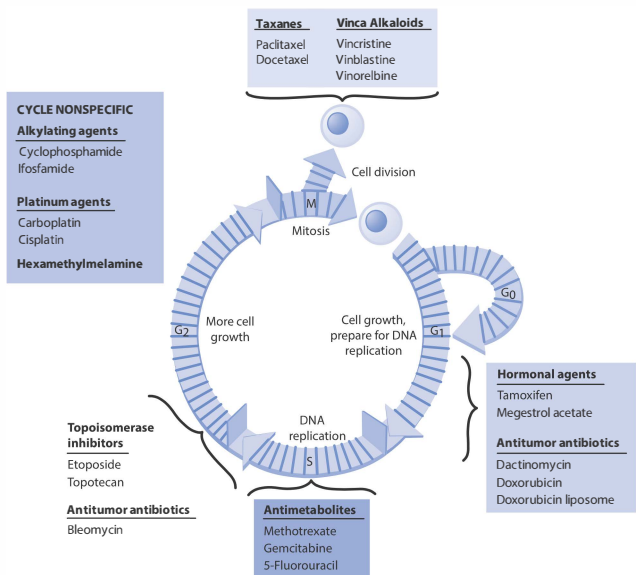 Taxanes
Paclitaxel
Docetaxel
Vinca Alkaloids
Vincristine
Vinblastine
Vinorelbine
CYCLE NONSPECIFIC
Alkylating agents
Cyclophosphamide
Ifosfamide
Platinum agents
Carboplatin
Cisplatin
Hexamethylmelamine
Cell division
M
Mitosis
G0
G2
More cell
growth
Cell growth,
prepare for DNA
replication
G1
Hormonal agents
Tamoxifen
Megestrol acetate
Antitumor antibiotics
Dactinomycin
Doxorubicin
Doxorubicin liposome
DNA
replication
S
Topoisomerase
inhibitors
Etoposide
Topotecan
Antitumor antibiotics
Bleomycin
Antimetabolites
Methotrexate
Gemcitabine
5-Fluorouracil